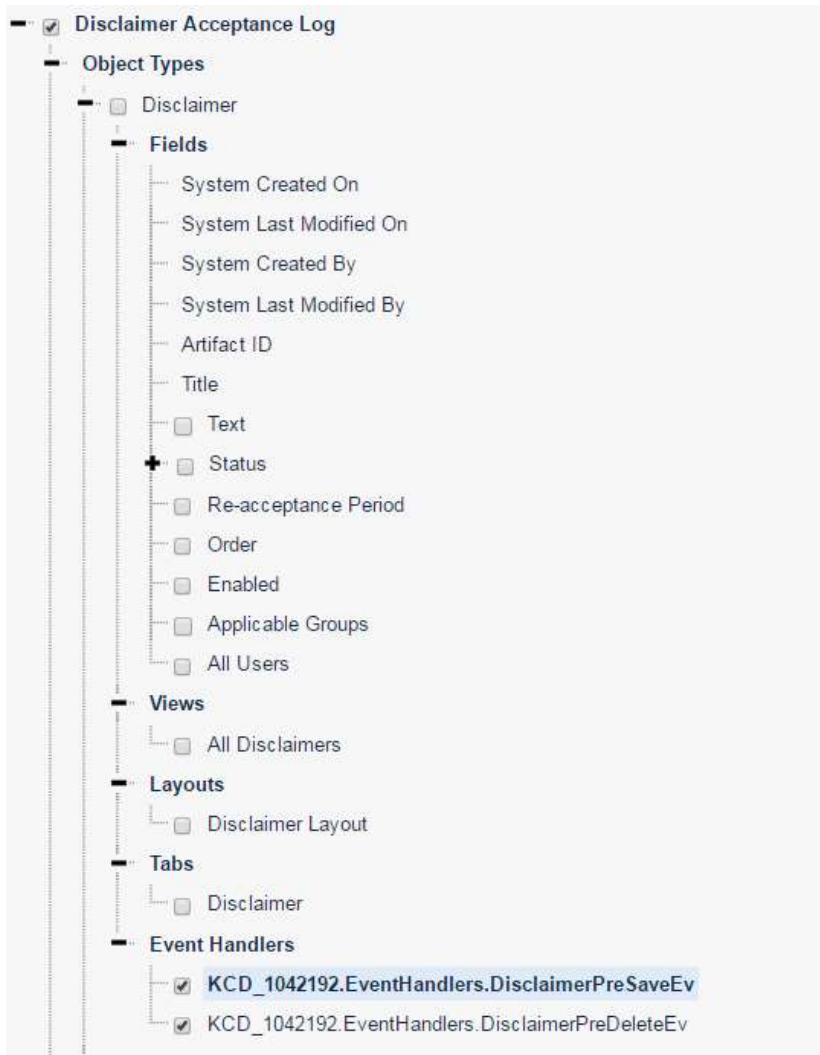 Disclaimer Acceptance Log
Object Types
Disclaimer
Fields
System Created On
System Last Modified On
System Created By
System Last Modified By
Artifact ID
Title
Text
Status
Re-acceptance Period
Order
Enabled
Applicable Groups
All Users
Views
All Disclaimers
Layouts
Disclaimer Layout
Tabs
Disclaimer
Event Handlers
KCD_1042192.EventHandlers.DisclaimerPreSaveEv
KCD_1042192.EventHandlers.DisclaimerPreDeleteEv